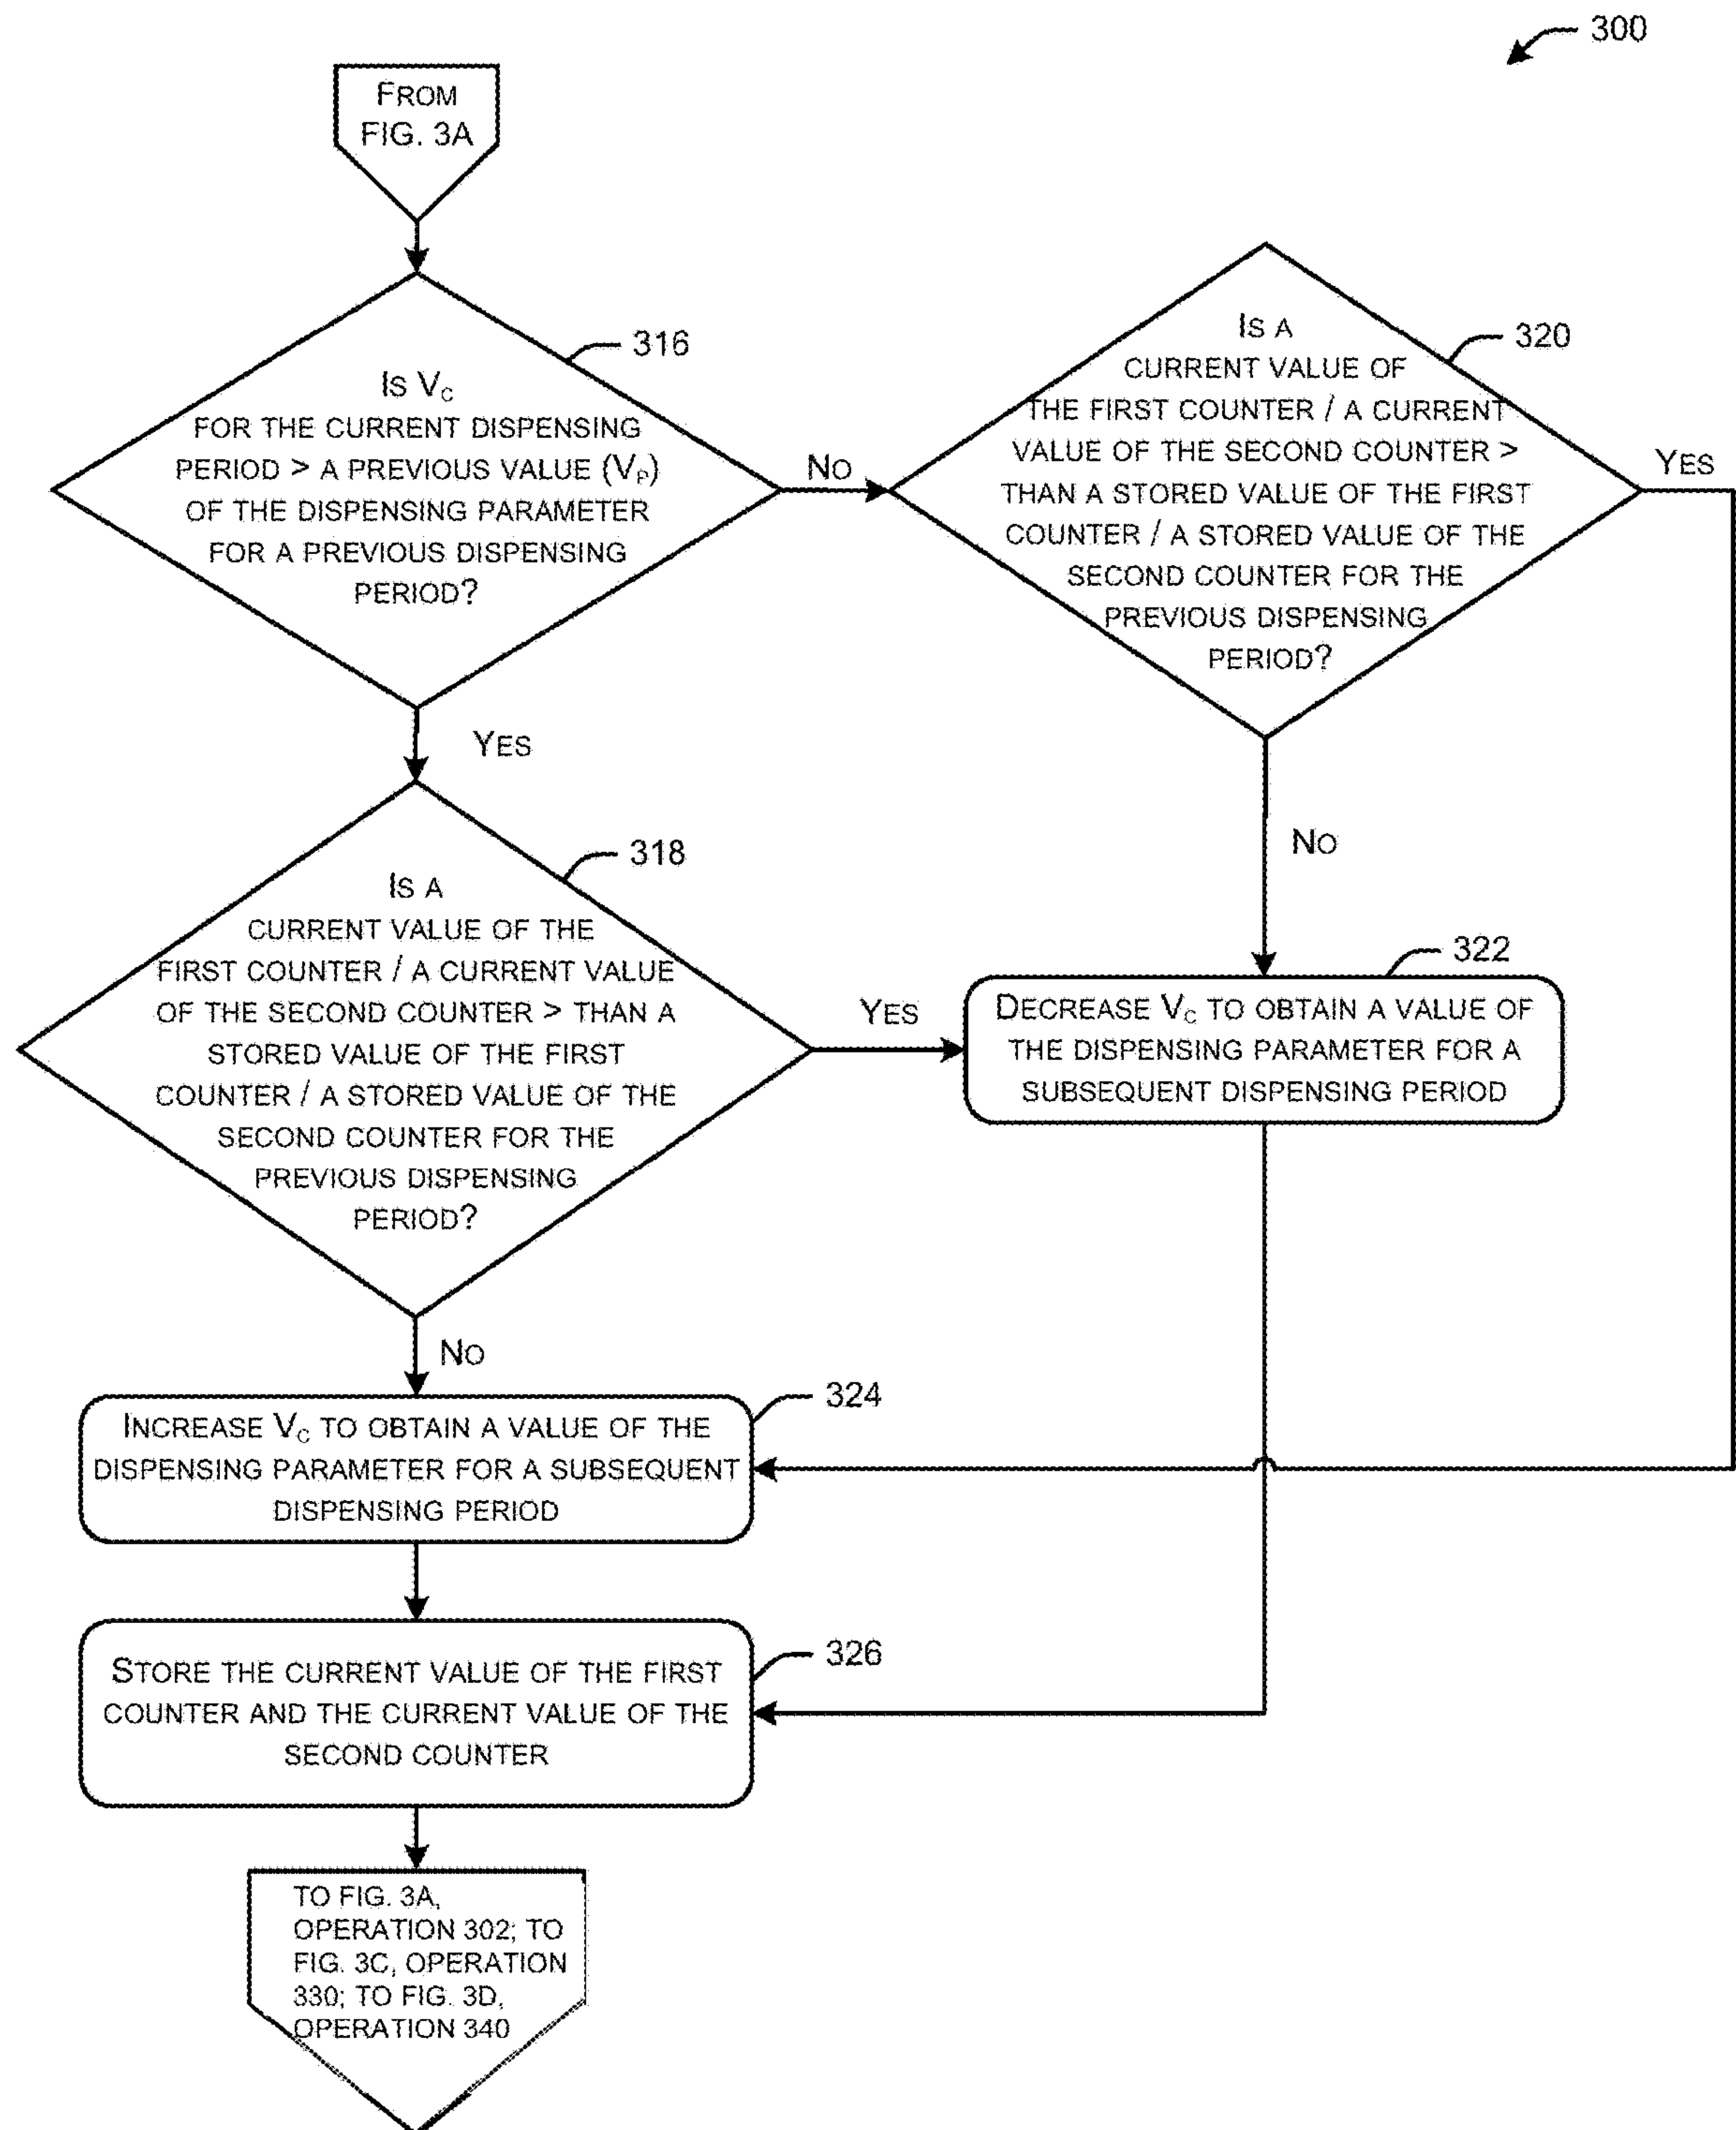 300
FROM
FIG. 3A
316
IS VC
FOR THE CURRENT DISPENSING
PERIOD > A PREVIOUS VALUE (VP)
OF THE DISPENSING PARAMETER
FOR A PREVIOUS DISPENSING
PERIOD?
NO
YES
320
IS A
CURRENT VALUE OF
THE FIRST COUNTER / A CURRENT
VALUE OF THE SECOND COUNTER >
THAN A STORED VALUE OF THE FIRST
COUNTER / A STORED VALUE OF THE
SECOND COUNTER FOR THE
PREVIOUS DISPENSING
PERIOD?
YES
NO
318
IS A
CURRENT VALUE OF THE
FIRST COUNTER / A CURRENT VALUE
OF THE SECOND COUNTER > THAN A
STORED VALUE OF THE FIRST
COUNTER / A STORED VALUE OF THE
SECOND COUNTER FOR THE
PREVIOUS DISPENSING
PERIOD?
YES
NO
322
DECREASE VC TO OBTAIN A VALUE OF
THE DISPENSING PARAMETER FOR A
SUBSEQUENT DISPENSING PERIOD
324
INCREASE VC TO OBTAIN A VALUE OF THE
DISPENSING PARAMETER FOR A SUBSEQUENT
DISPENSING PERIOD
326
STORE THE CURRENT VALUE OF THE FIRST
COUNTER AND THE CURRENT VALUE OF THE
SECOND COUNTER
TO FIG. 3A,
OPERATION 302; TO
FIG. 3C, OPERATION
330; TO FIG. 3D,
OPERATION 340